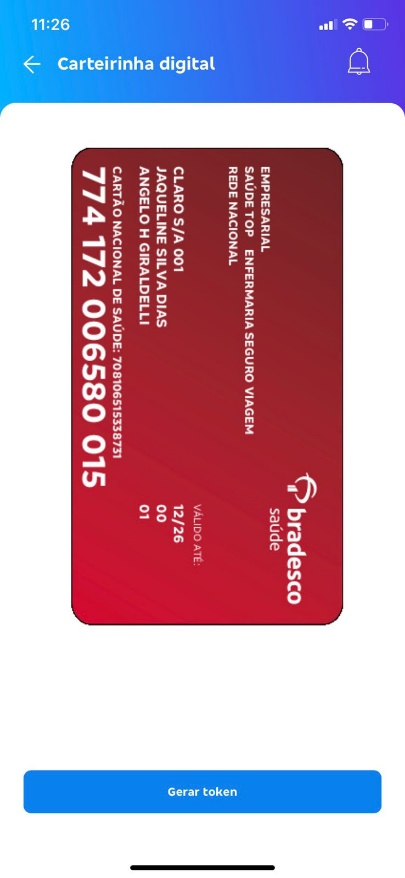 11:26
Carteirinha digital
bradesco
saúde
EMPRESARIAL
SAÚDE TOP ENFERMARIA SEGURO VIAGEM
REDE NACIONAL
VÁLIDO ATÉ:
CLARO S/A 001 12/26
JAQUELINE SILVA DIAS 00
ANGELO H GIRALDELLI 01
CARTÃO NACIONAL DE SAÚDE: 708106515338731
774 172 006580 015
Gerar token